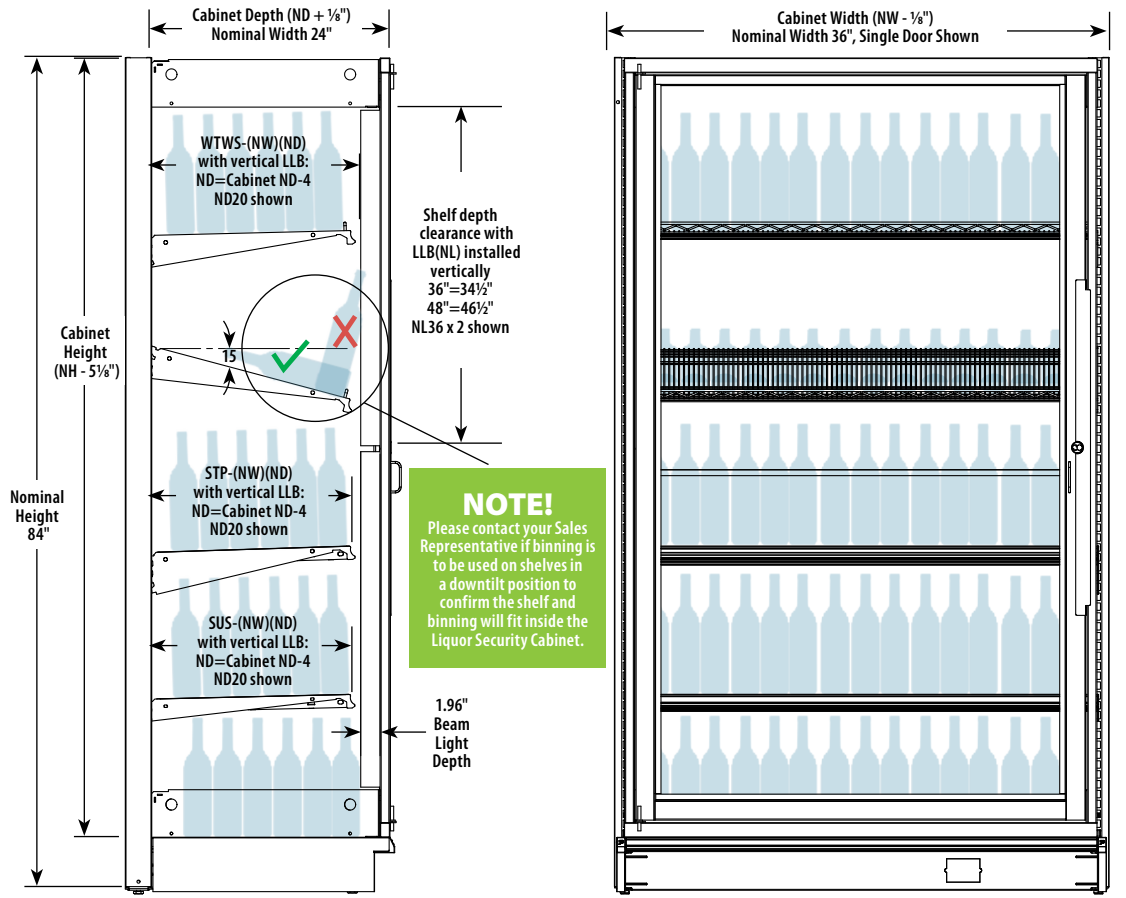 Cabinet Depth (ND + ⅛")
Nominal Width 24"
Cabinet Width (NW - ⅛")
Nominal Width 36", Single Door Shown
WTWS-(NW)(ND)
with vertical LLB:
ND=Cabinet ND-4
ND20 shown
Shelf depth
clearance with
LLB(NL) installed
vertically
36"=34½"
48"=46½"
NL36 x 2 shown
Cabinet
Height
(NH - 5⅛")
15
Nominal
Height
84"
STP-(NW)(ND)
with vertical LLB:
ND=Cabinet ND-4
ND20 shown
NOTE!
Please contact your Sales
Representative if binning is
to be used on shelves in
a downtilt position to
confirm the shelf and
binning will fit inside the
Liquor Security Cabinet.
SUS-(NW)(ND)
with vertical LLB:
ND=Cabinet ND-4
ND20 shown
1.96"
Beam
Light
Depth